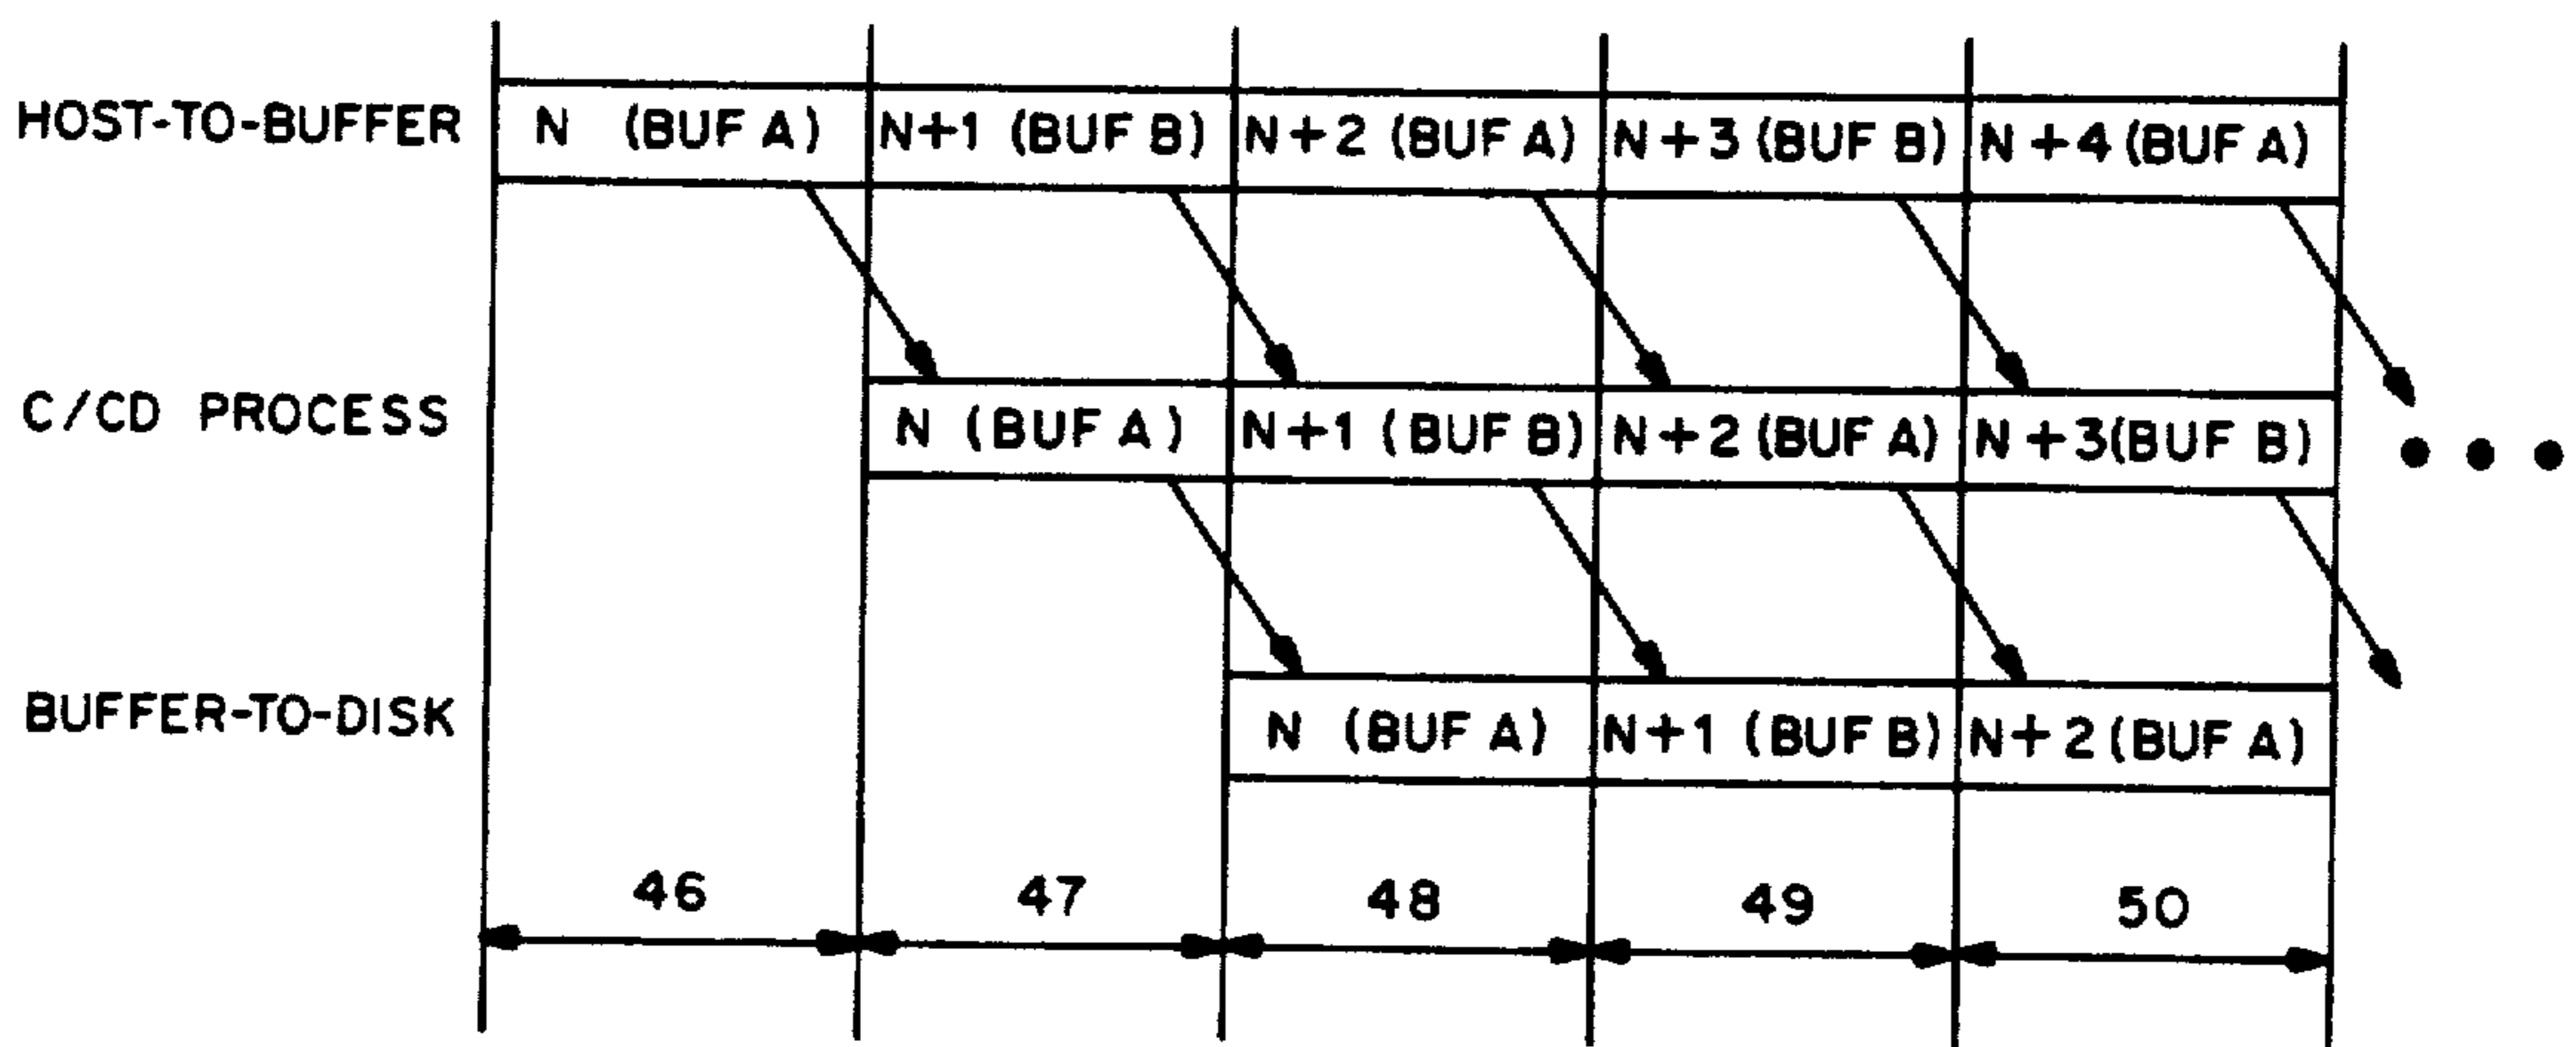 HOST-TO-BUFFER N (BUF A) N+1 (BUF B) N+2 (BUF A) N+3 (BUF B) N+4 (BUF A)
C/CD PROCESS N (BUF A) N+1 (BUF B) N+2 (BUF A) N+3(BUF B)
BUFFER-TO-DISK N (BUF A) N+1 (BUF B) N+2 (BUF A)
46 47 48 49 50